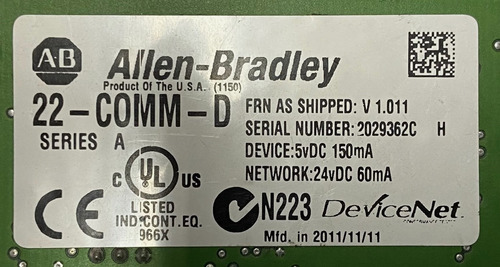 AB Allen-Bradley
Product Of The U.S.A. (1150)
22-COMM-D
SERIES A
FRN AS SHIPPED: V 1.011
SERIAL NUMBER: 2029362C H
DEVICE:5vDC 150mA
NETWORK:24vDC 60mA
C UL US
LISTED
IND.CONT.EQ.
966X
CE
N223 DeviceNet
Mfd. in 2011/11/11